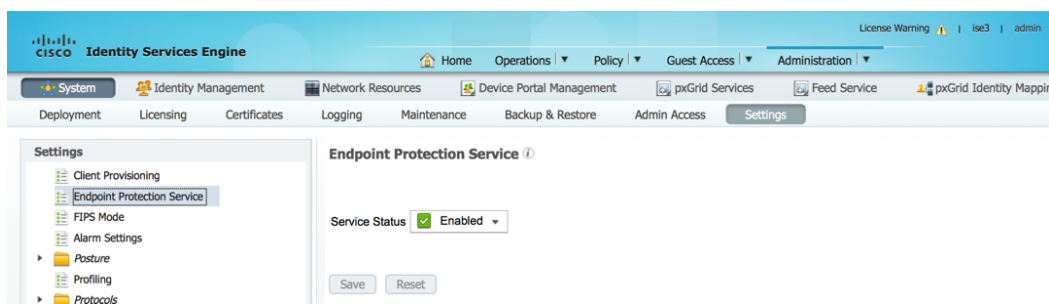 License Warning | ise3 | admin
CISCO Identity Services Engine
Home Operations Policy Guest Access Administration
System Identity Management Network Resources Device Portal Management pxGrid Services Feed Service pxGrid Identity Mappin
Deployment Licensing Certificates Logging Maintenance Backup & Restore Admin Access Settings
Settings
Client Provisioning
Endpoint Protection Service
FIPS Mode
Alarm Settings
Posture
Profiling
Protocols
Endpoint Protection Service
Service Status Enabled
Save Reset